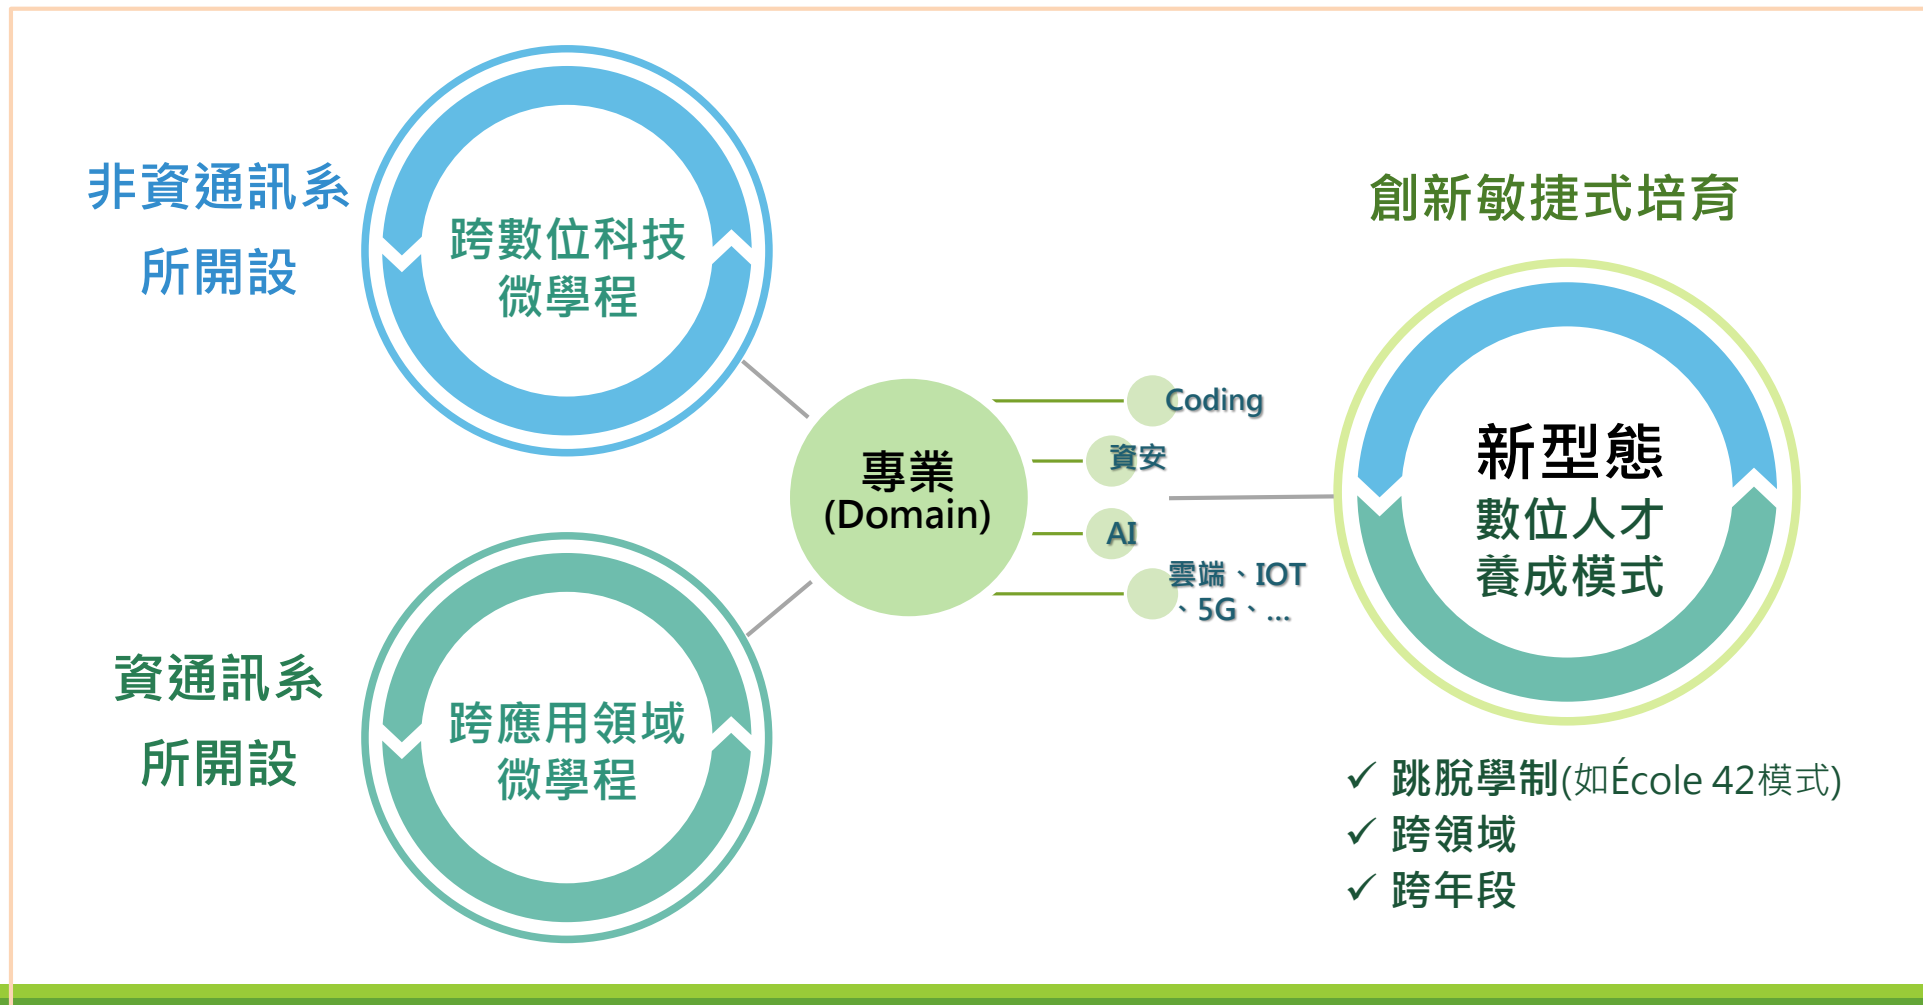 非資通訊系
所開設
跨數位科技
微學程
資通訊系
所開設
跨應用領域
微學程
專業
(Domain)
Coding
資安
AI
雲端、IOT
、5G、...
創新敏捷式培育
新型態
數位人才
養成模式
✓ 跳脫學制(如École 42模式)
✓ 跨領域
✓ 跨年段